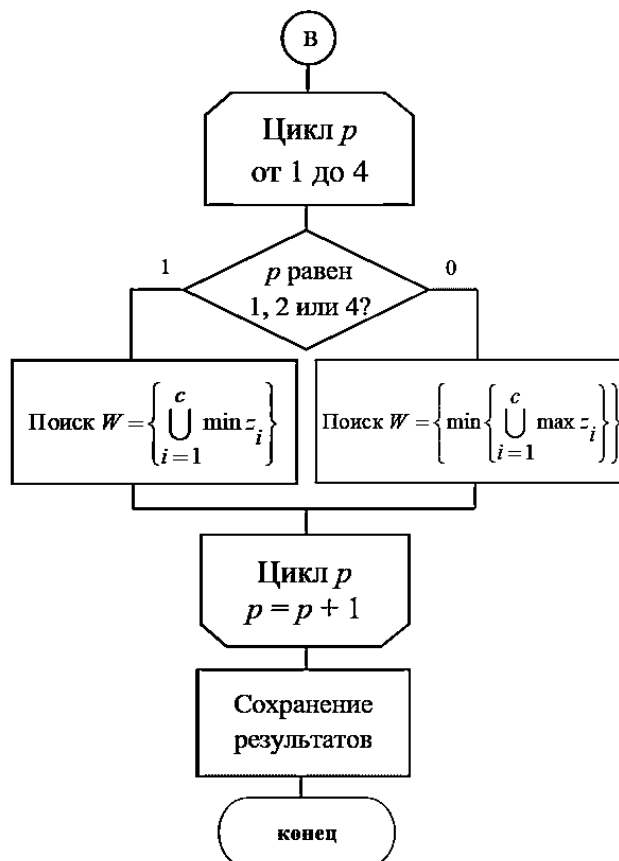 В
Цикл p
от 1 до 4
1
p равен
1, 2 или 4?
0
Поиск W = { ⋃_{i=1}^{c} min z_i }
Поиск W = { min { ⋃_{i=1}^{c} max z_i } }
Цикл p
p = p + 1
Сохранение
результатов
конец